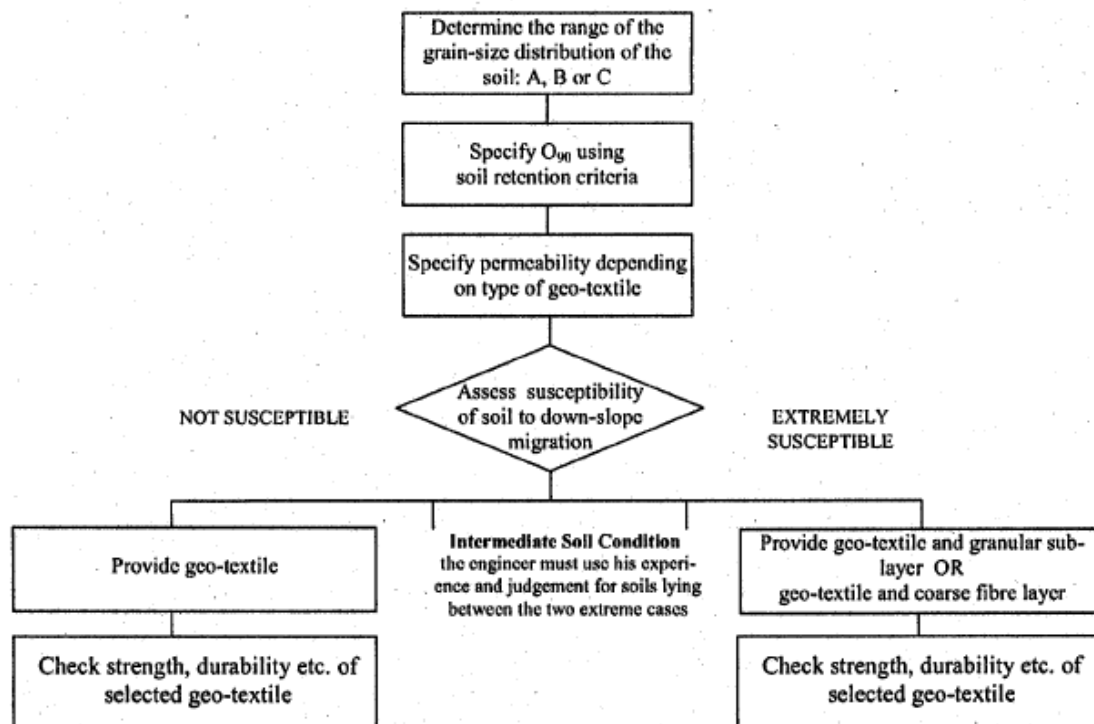 Determine the range of the
grain-size distribution of the
soil: A, B or C
Specify O₉₀ using
soil retention criteria
Specify permeability depending
on type of geo-textile
Assess susceptibility
of soil to down-slope
migration
NOT SUSCEPTIBLE
EXTREMELY
SUSCEPTIBLE
Provide geo-textile
Intermediate Soil Condition
the engineer must use his experi-
ence and judgement for soils lying
between the two extreme cases
Provide geo-textile and granular sub-
layer OR
geo-textile and coarse fibre layer
Check strength, durability etc. of
selected geo-textile
Check strength, durability etc. of
selected geo-textile